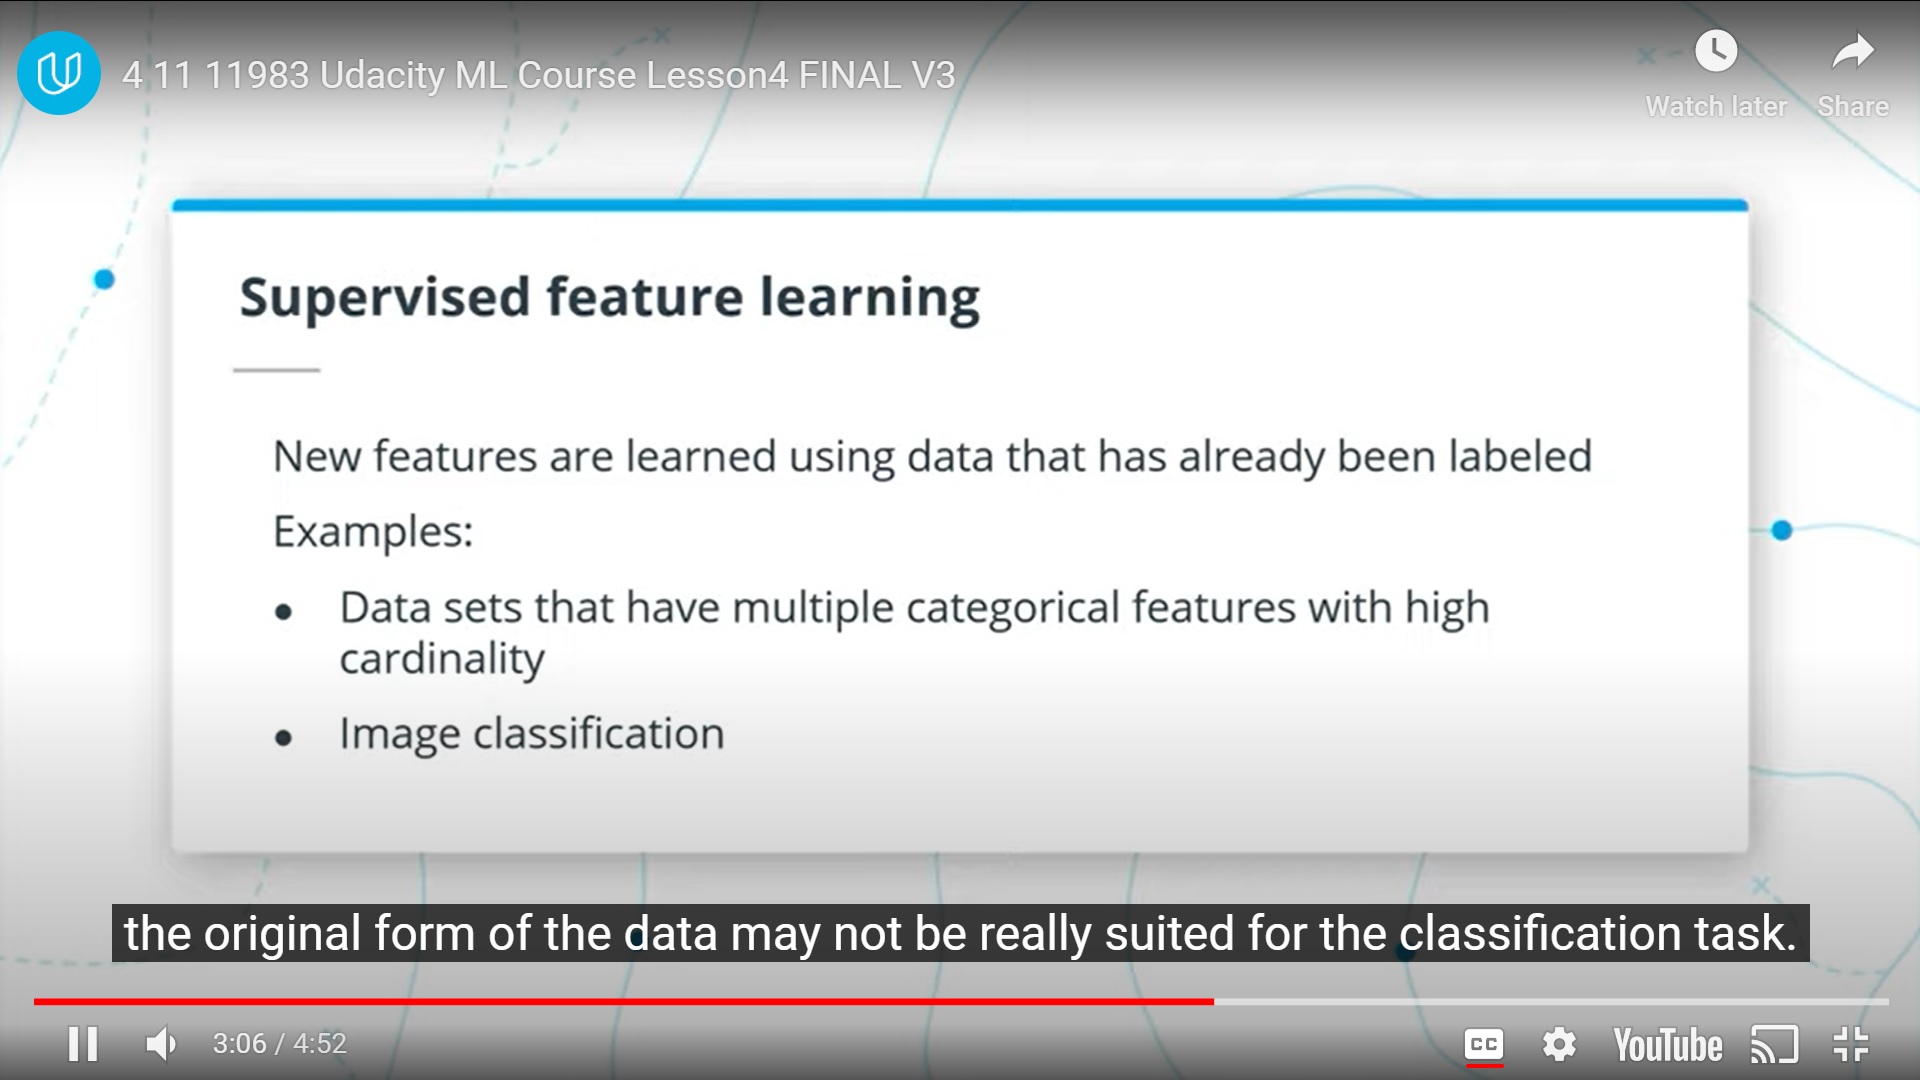 4 11 11983 Udacity ML Course Lesson4 FINAL V3
Watch later
Share
Supervised feature learning
New features are learned using data that has already been labeled
Examples:
● Data sets that have multiple categorical features with high
cardinality
● Image classification
the original form of the data may not be really suited for the classification task.
3:06 / 4:52
CC
YouTube